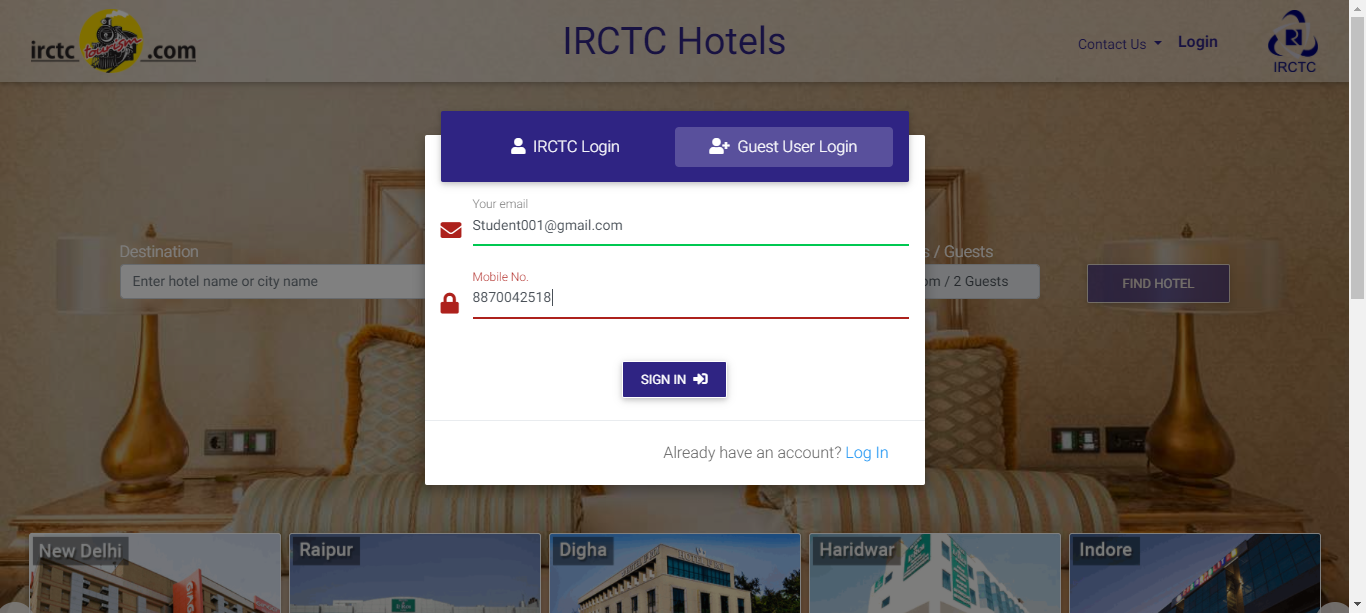 irctc tourism .com
IRCTC Hotels
Contact Us
Login
IRCTC
IRCTC Login
Guest User Login
Your email
Student001@gmail.com
Mobile No.
8870042518
SIGN IN
Already have an account? Log In
Destination
s / Guests
Enter hotel name or city name
om / 2 Guests
FIND HOTEL
New Delhi
Raipur
Digha
Haridwar
Indore